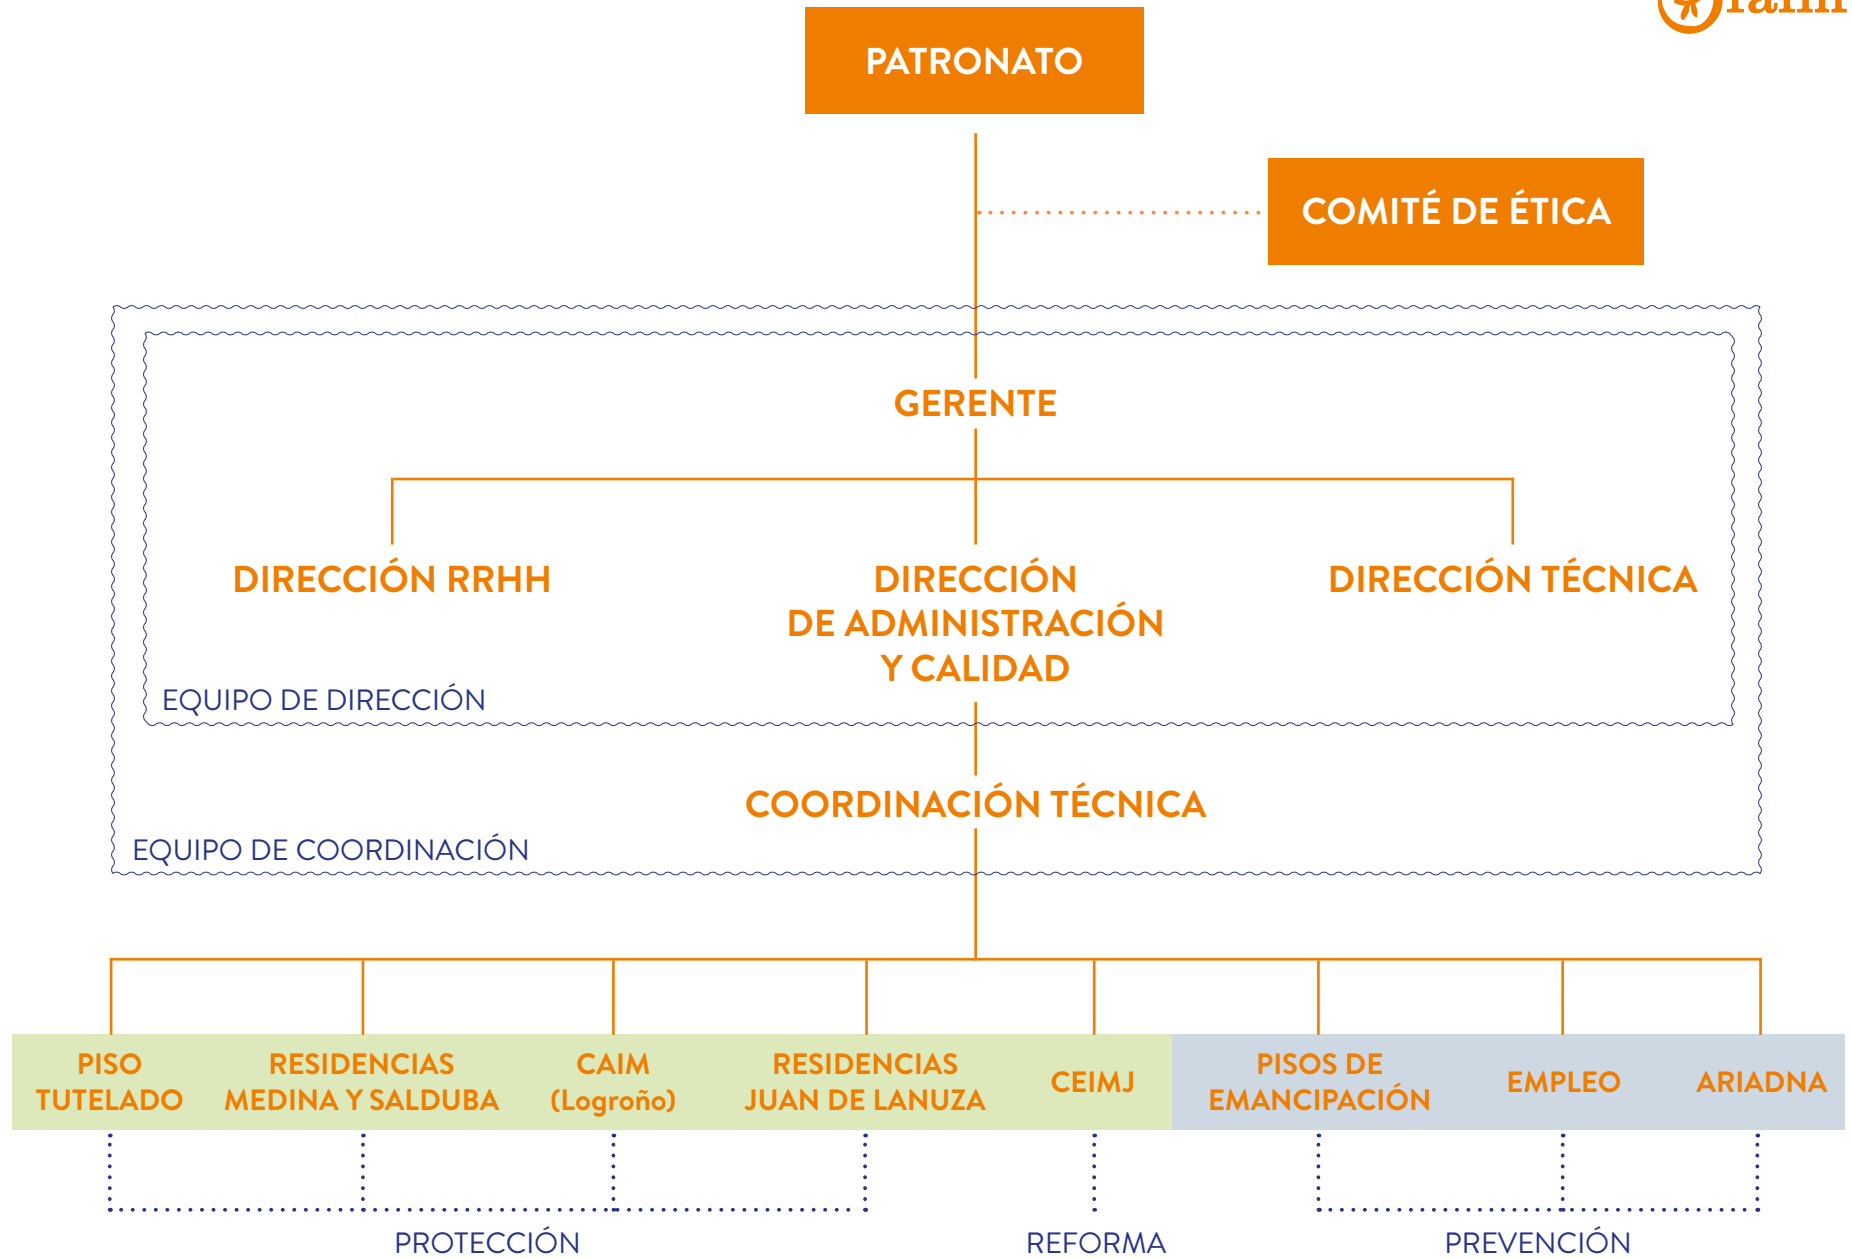 PATRONATO
COMITÉ DE ÉTICA
GERENTE
DIRECCIÓN RRHH
DIRECCIÓN
DE ADMINISTRACIÓN
Y CALIDAD
DIRECCIÓN TÉCNICA
EQUIPO DE DIRECCIÓN
COORDINACIÓN TÉCNICA
EQUIPO DE COORDINACIÓN
PISO
TUTELADO
RESIDENCIAS
MEDINA Y SALDUBA
CAIM
(Logroño)
RESIDENCIAS
JUAN DE LANUZA
CEIMJ
PISOS DE
EMANCIPACIÓN
EMPLEO
ARIADNA
PROTECCIÓN
REFORMA
PREVENCIÓN